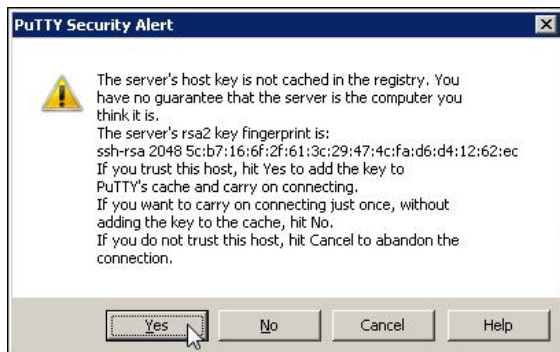 PuTTY Security Alert
The server's host key is not cached in the registry. You
have no guarantee that the server is the computer you
think it is.
The server's rsa2 key fingerprint is:
ssh-rsa 2048 5c:b7:16:6f:2f:61:3c:29:47:4c:fa:d6:d4:12:62:ec
If you trust this host, hit Yes to add the key to
PuTTY's cache and carry on connecting.
If you want to carry on connecting just once, without
adding the key to the cache, hit No.
If you do not trust this host, hit Cancel to abandon the
connection.
Yes No Cancel Help